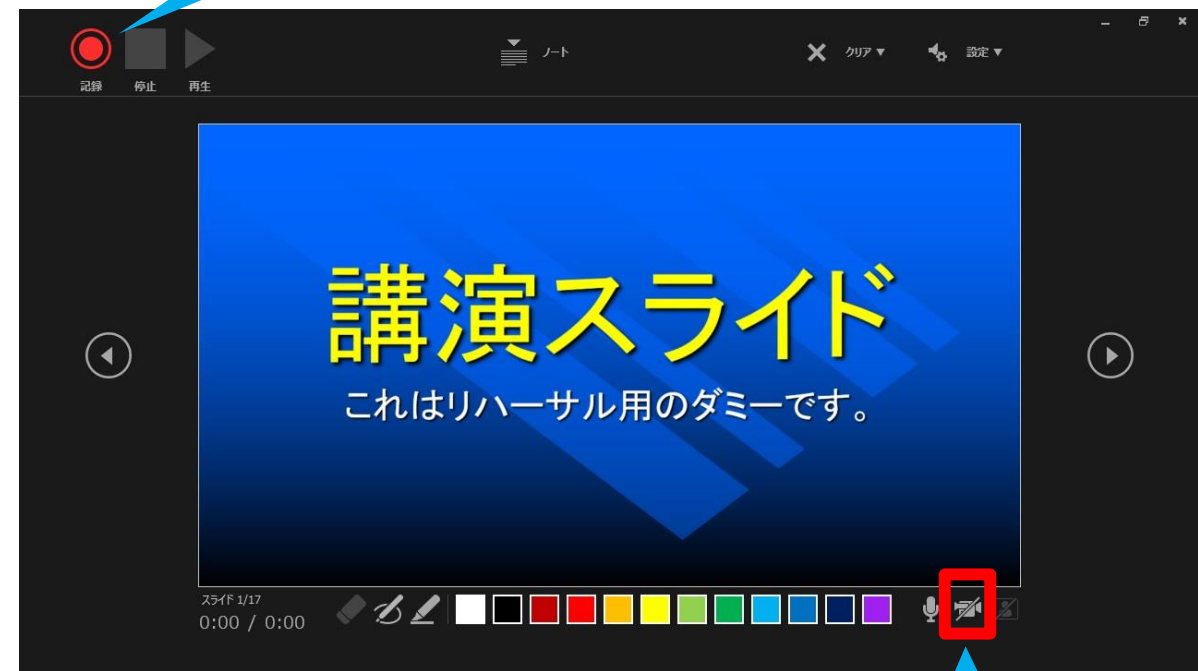 記録 停止 再生
ノート
クリア▼
設定▼
講演スライド
これはリハーサル用のダミーです。
スライド 1/17
0:00 / 0:00